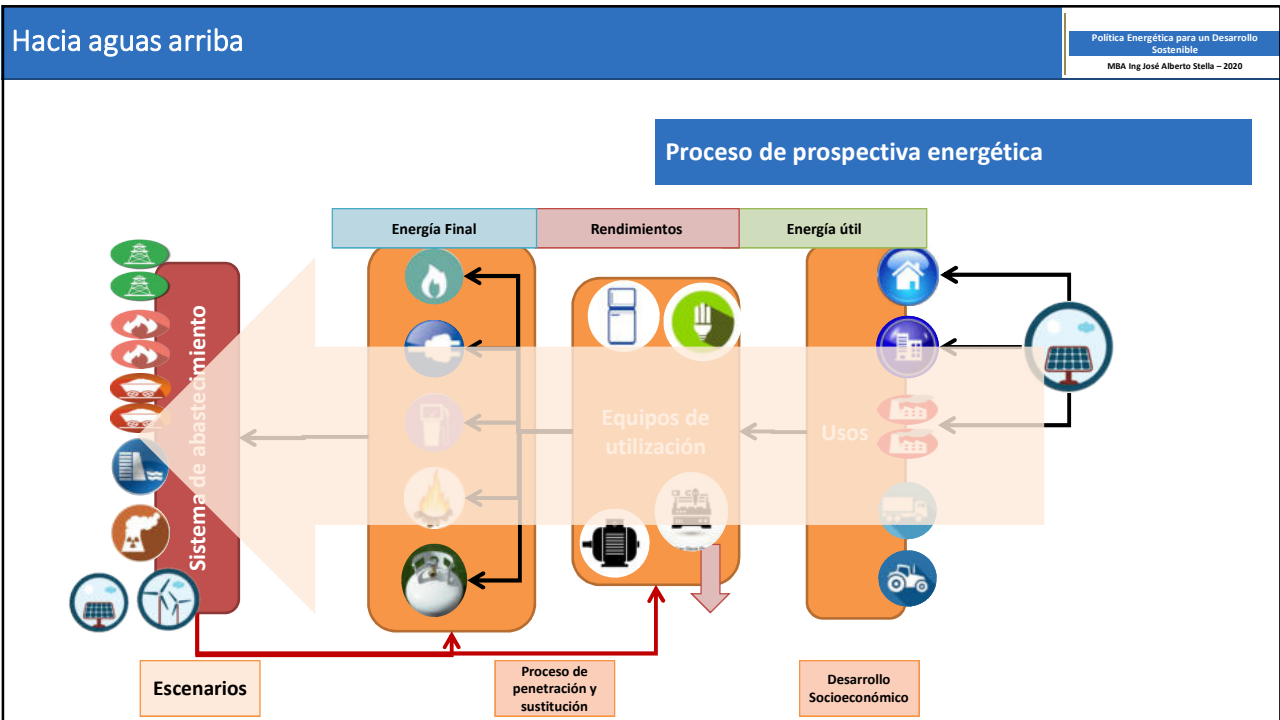 Hacia aguas arriba
Política Energética para un Desarrollo
Sostenible
MBA Ing José Alberto Stella – 2020
Proceso de prospectiva energética
Energía Final
Rendimientos
Energía útil
Sistema de abastecimiento
Equipos de
utilización
Usos
Escenarios
Proceso de
penetración y
sustitución
Desarrollo
Socioeconómico